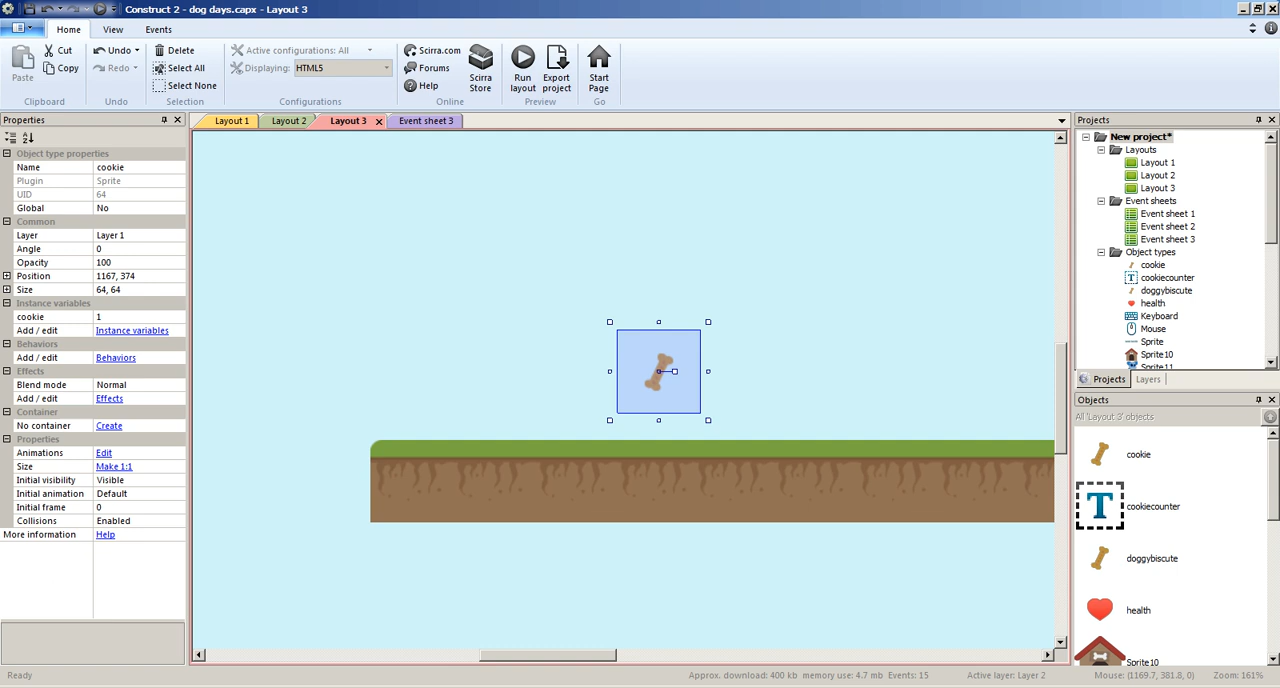 Construct 2 - dog days.capx - Layout 3
Home View Events
Paste Cut Copy
Clipboard
Undo Redo
Undo
Delete
Select All
Select None
Selection
Active configurations: All
Displaying: HTML5
Configurations
Scirra.com
Forums
Help
Scirra Store
Online
Run layout
Export project
Preview
Start Page
Go
Properties
Layout 1 Layout 2 Layout 3 Event sheet 3
Object type properties
Name cookie
Plugin Sprite
UID 64
Global No
Common
Layer Layer 1
Angle 0
Opacity 100
Position 1167, 374
Size 64, 64
Instance variables
cookie 1
Add / edit Instance variables
Behaviors
Add / edit Behaviors
Effects
Blend mode Normal
Add / edit Effects
Container
No container Create
Properties
Animations Edit
Size Make 1:1
Initial visibility Visible
Initial animation Default
Initial frame 0
Collisions Enabled
More information Help
Projects
New project*
Layouts
Layout 1
Layout 2
Layout 3
Event sheets
Event sheet 1
Event sheet 2
Event sheet 3
Object types
cookie
cookiecounter
doggybiscute
health
Keyboard
Mouse
Sprite
Sprite10
Sprite11
Projects Layers
Objects
All 'Layout 3' objects
cookie
T cookiecounter
doggybiscute
health
Sprite10
Ready
Approx. download: 400 kb memory use: 4.7 mb Events: 15 Active layer: Layer 2 Mouse: (1169.7, 381.8, 0) Zoom: 161%